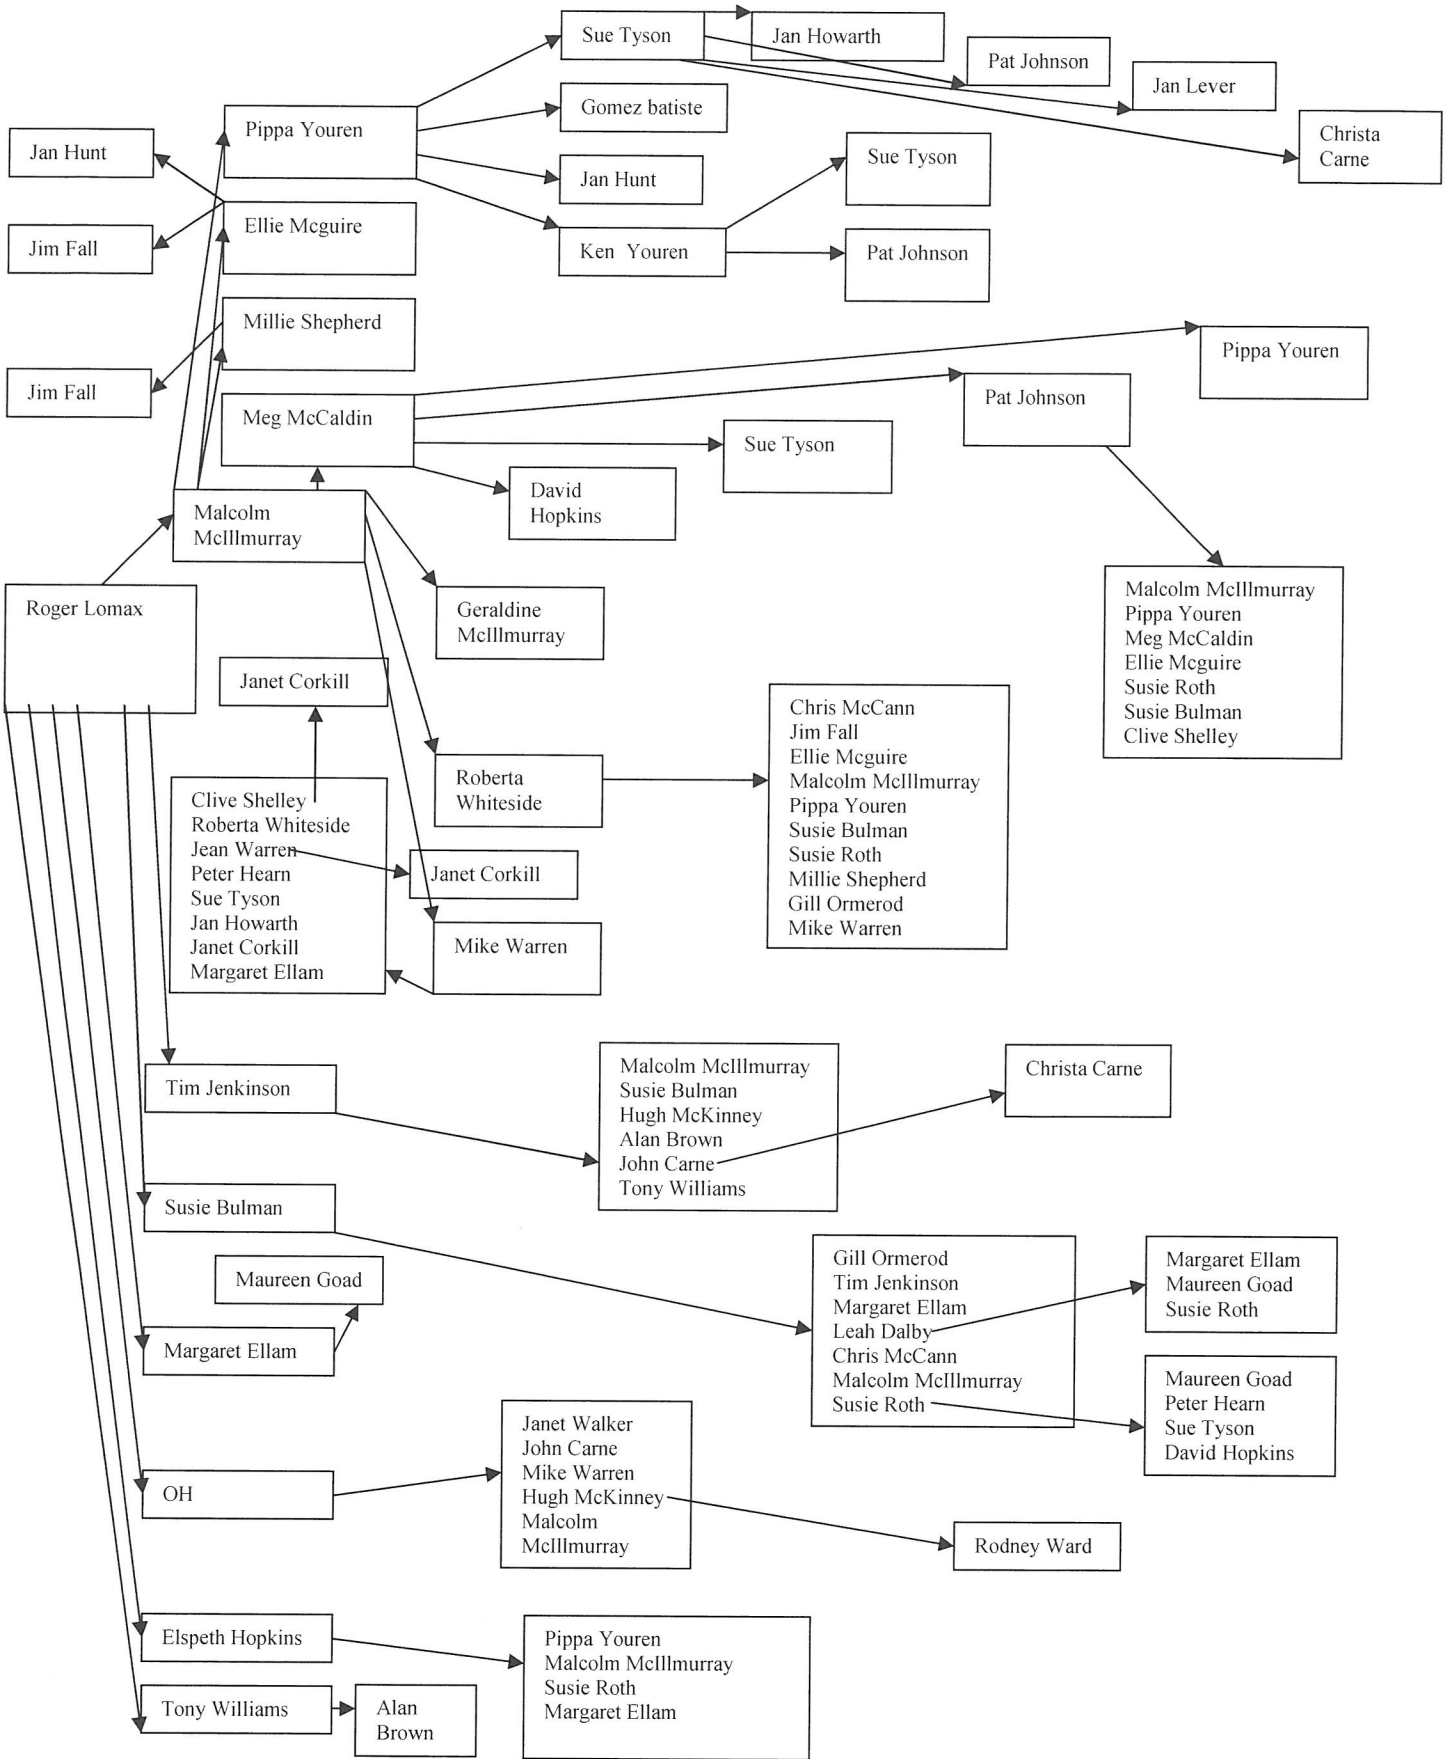 Sue Tyson
Jan Howarth
Pat Johnson
Jan Lever
Christa
Carne
Pippa Youren
Gomez batiste
Jan Hunt
Jan Hunt
Sue Tyson
Ellie Mcguire
Jim Fall
Ken Youren
Pat Johnson
Millie Shepherd
Jim Fall
Pippa Youren
Meg McCaldin
Pat Johnson
Sue Tyson
David
Hopkins
Malcolm
McIllmurray
Roger Lomax
Geraldine
McIllmurray
Malcolm McIllmurray
Pippa Youren
Meg McCaldin
Ellie Mcguire
Susie Roth
Susie Bulman
Clive Shelley
Janet Corkill
Roberta
Whiteside
Chris McCann
Jim Fall
Ellie Mcguire
Malcolm McIllmurray
Pippa Youren
Susie Bulman
Susie Roth
Millie Shepherd
Gill Ormerod
Mike Warren
Clive Shelley
Roberta Whiteside
Jean Warren
Peter Hearn
Sue Tyson
Jan Howarth
Janet Corkill
Margaret Ellam
Janet Corkill
Mike Warren
Tim Jenkinson
Malcolm McIllmurray
Susie Bulman
Hugh McKinney
Alan Brown
John Carne
Tony Williams
Christa Carne
Susie Bulman
Maureen Goad
Gill Ormerod
Tim Jenkinson
Margaret Ellam
Leah Dalby
Chris McCann
Malcolm McIllmurray
Susie Roth
Margaret Ellam
Maureen Goad
Susie Roth
Margaret Ellam
Maureen Goad
Peter Hearn
Sue Tyson
David Hopkins
OH
Janet Walker
John Carne
Mike Warren
Hugh McKinney
Malcolm
McIllmurray
Rodney Ward
Elspeth Hopkins
Pippa Youren
Malcolm McIllmurray
Susie Roth
Margaret Ellam
Tony Williams
Alan
Brown